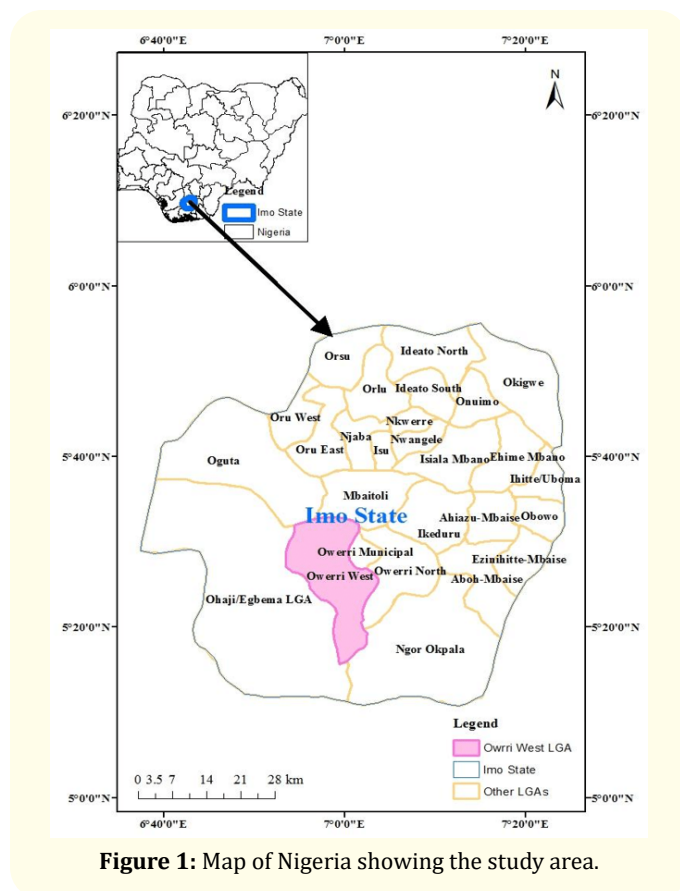 6°40'0"E 7°0'0"E 7°20'0"E
N
6°20'0"N 6°20'0"N
Legend
Imo State
Nigeria
6°0'0"N 6°0'0"N
Orsu
Ideato North
Okigwe
Orlu
Ideato South
Onuimo
Oru West
Nkwerre
Njaba
Nwangele
Oru East
Isu
5°40'0"N 5°40'0"N
Oguta
Isiala Mbano
Ehime Mbano
Ihitte/Uboma
Mbaitoli
Imo State
Ahiazu-Mbaise
Obowo
Ikeduru
Owerri Municipal
Ezinihitte-Mbaise
Owerri North
Owerri West
Aboh-Mbaise
Ohaji/Egbema LGA
5°20'0"N 5°20'0"N
Ngor Okpala
Legend
Owrri West LGA
Imo State
Other LGAs
0 3.5 7 14 21 28 km
5°0'0"N 5°0'0"N
6°40'0"E 7°0'0"E 7°20'0"E
Figure 1: Map of Nigeria showing the study area.